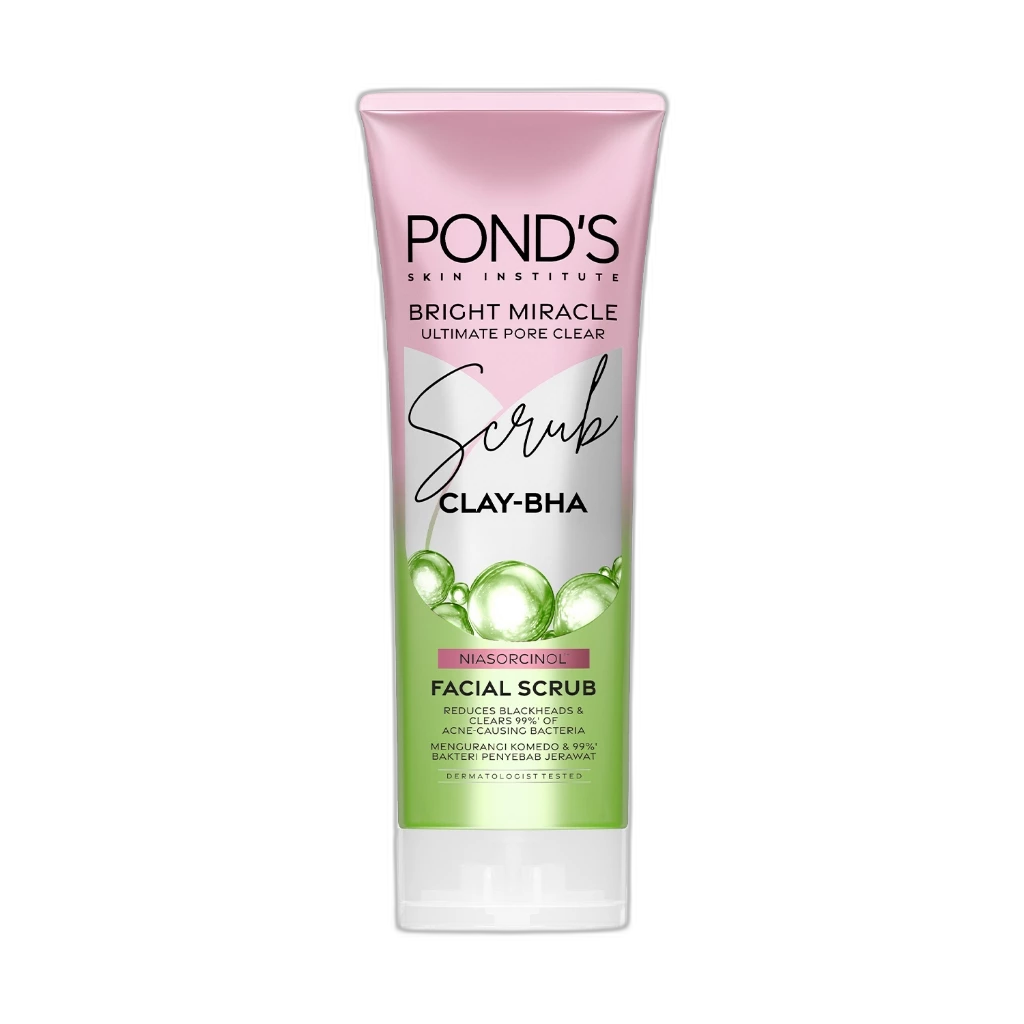 POND'S
SKIN INSTITUTE
BRIGHT MIRACLE
ULTIMATE PORE CLEAR
Scrub
CLAY-BHA
NIASORCINOL
FACIAL SCRUB
REDUCES BLACKHEADS &
CLEARS 99%' OF
ACNE-CAUSING BACTERIA
MENGURANGI KOMEDO & 99%'
BAKTERI PENYEBAB JERAWAT
DERMATOLOGIST TESTED